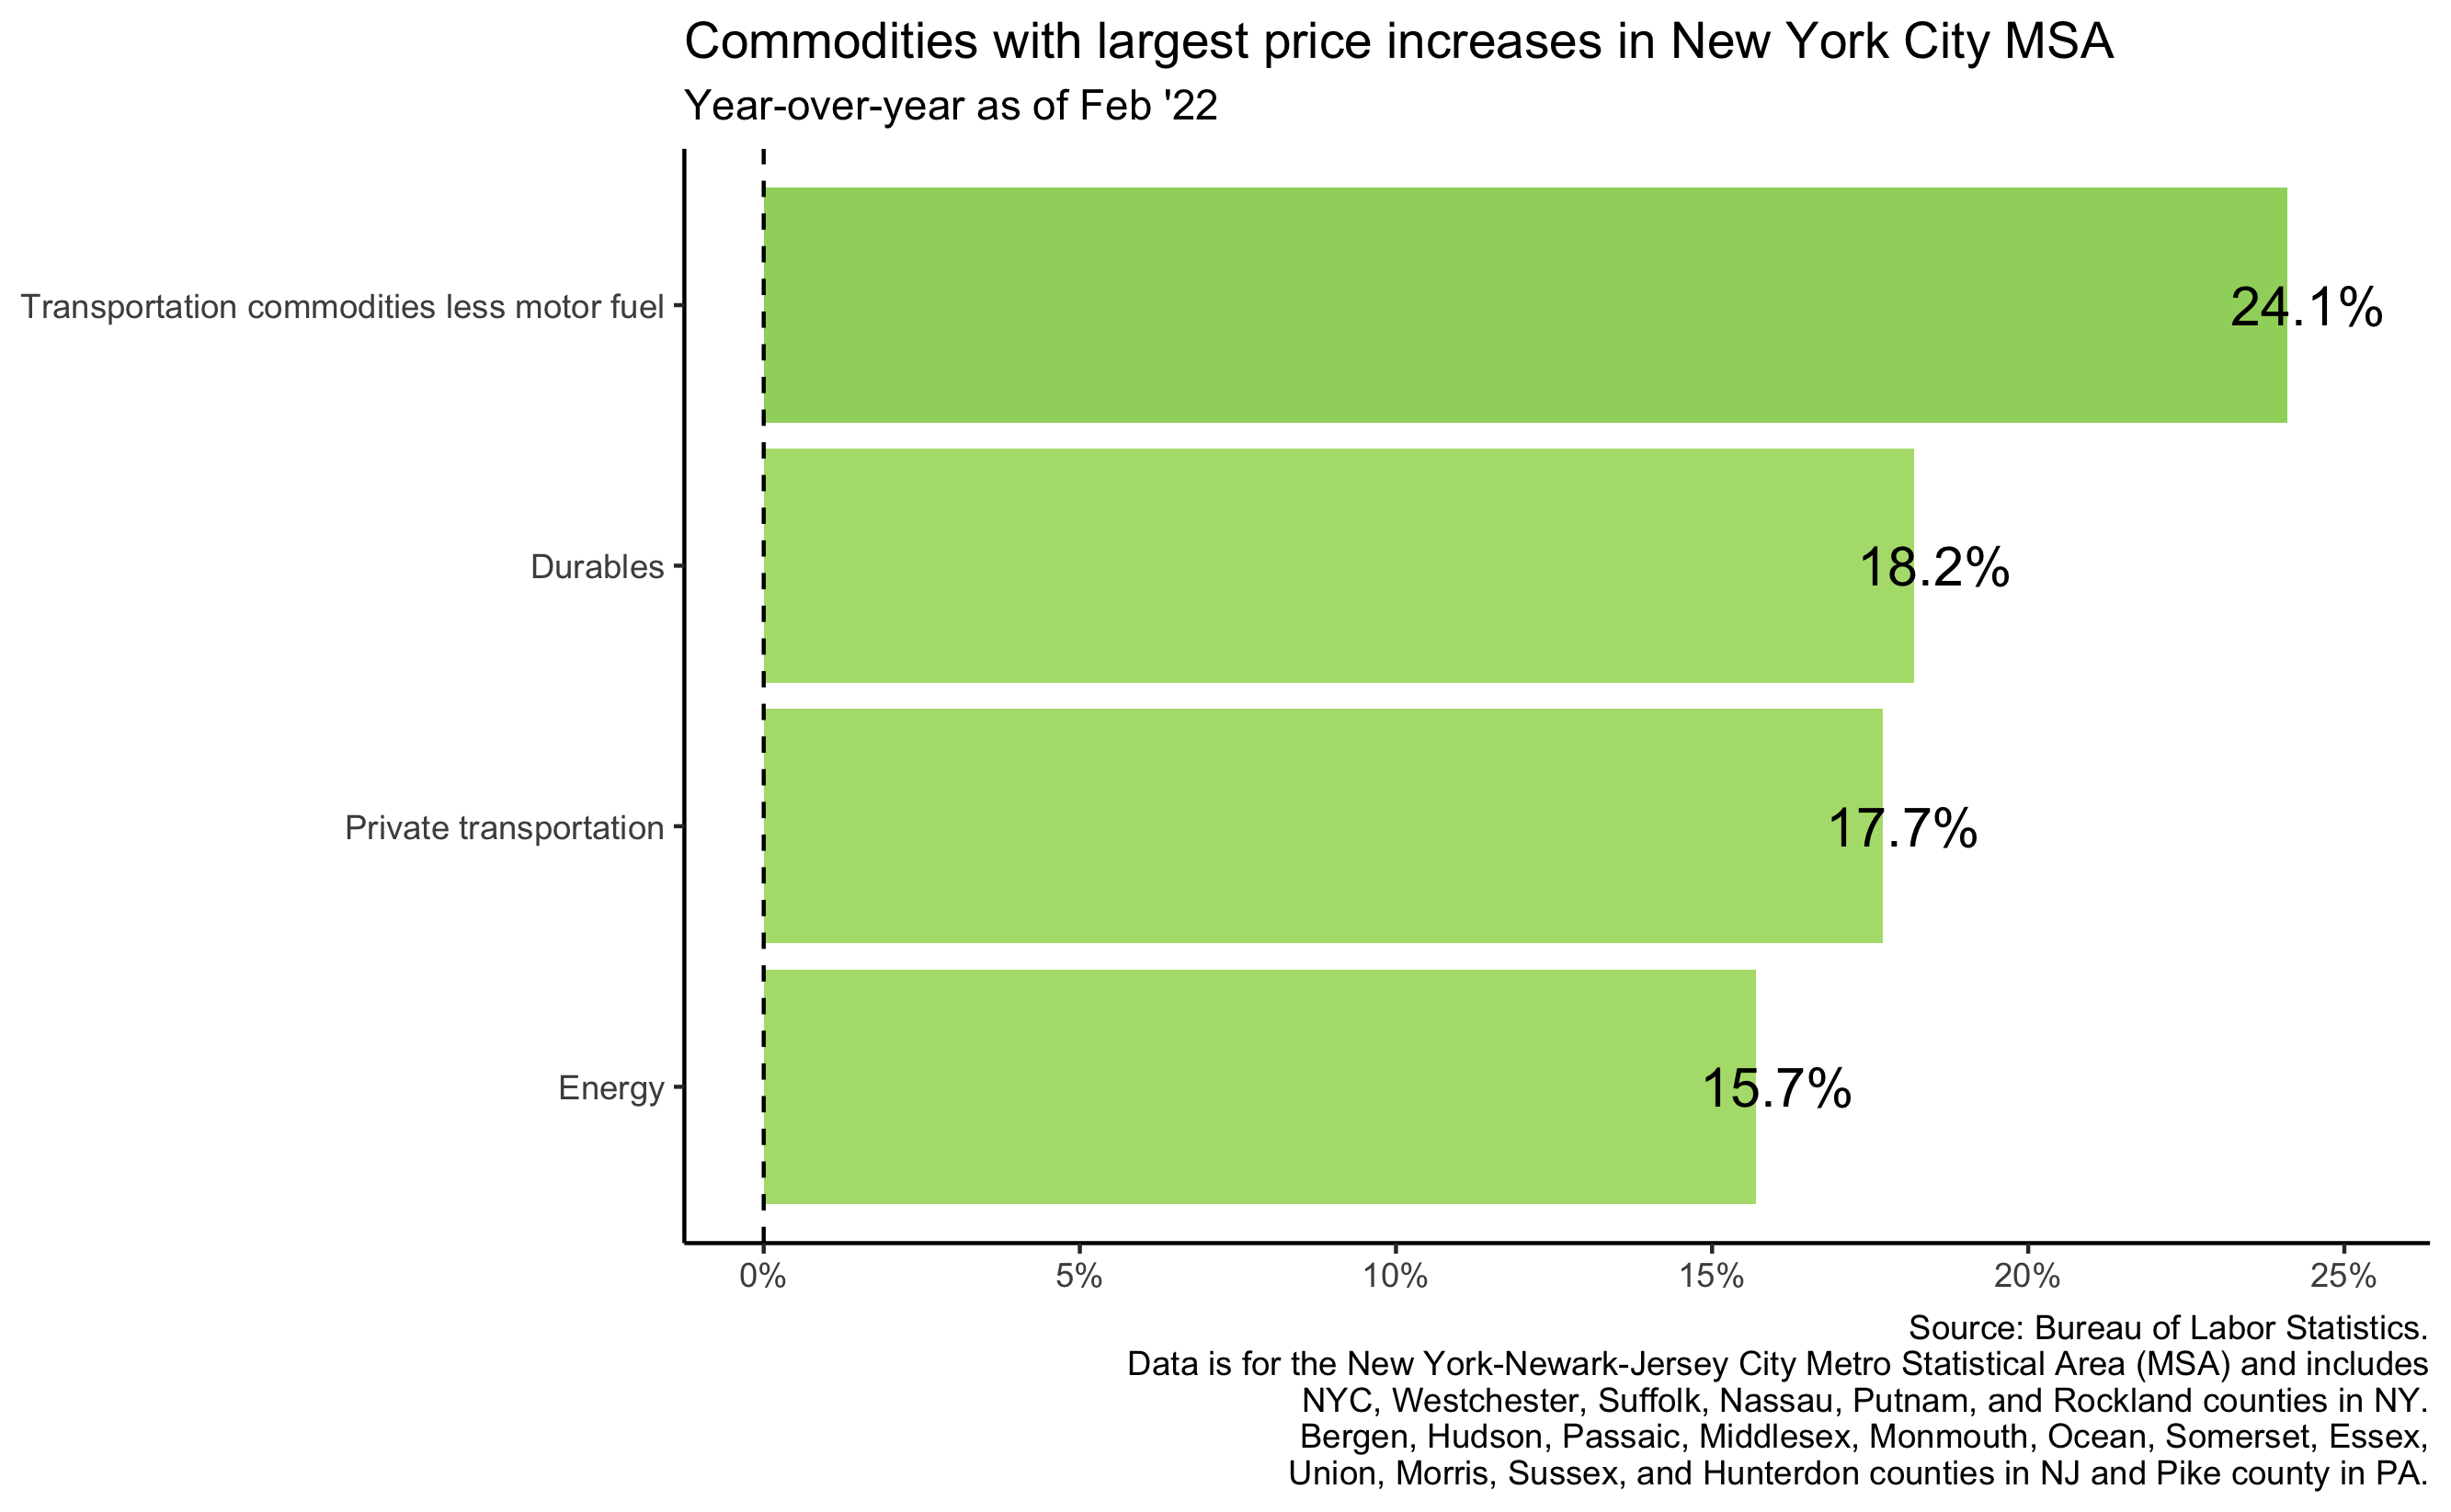 Commodities with largest price increases in New York City MSA
Year-over-year as of Feb '22
Transportation commodities less motor fuel
24.1%
Durables
18.2%
Private transportation
17.7%
Energy
15.7%
0% 5% 10% 15% 20% 25%
Source: Bureau of Labor Statistics.
Data is for the New York-Newark-Jersey City Metro Statistical Area (MSA) and includes
NYC, Westchester, Suffolk, Nassau, Putnam, and Rockland counties in NY.
Bergen, Hudson, Passaic, Middlesex, Monmouth, Ocean, Somerset, Essex,
Union, Morris, Sussex, and Hunterdon counties in NJ and Pike county in PA.